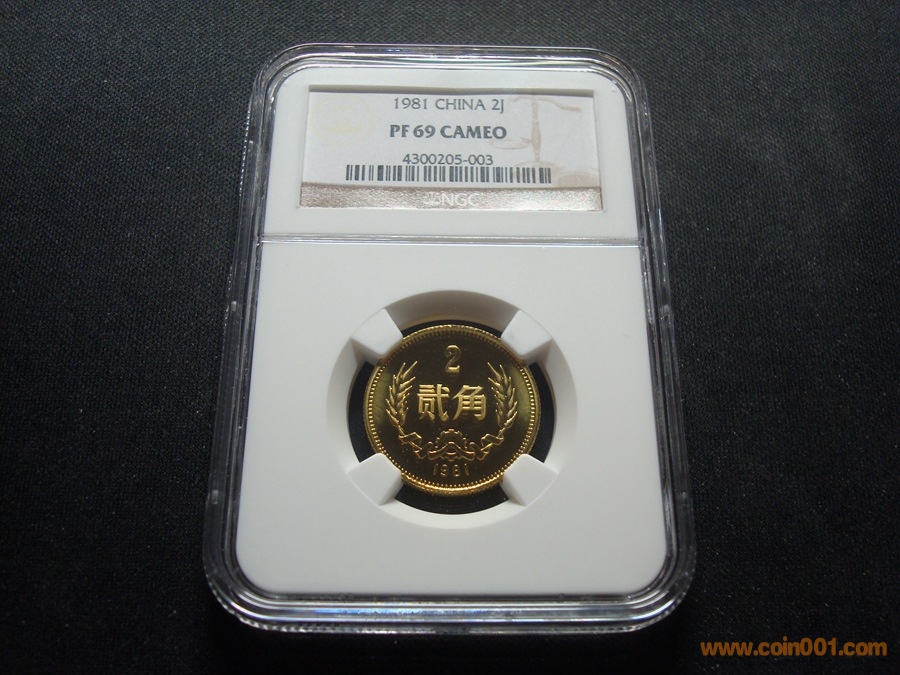 1981 CHINA 2J
PF 69 CAMEO
4300205-003
NGC
2
贰角
1981
www.coin001.com